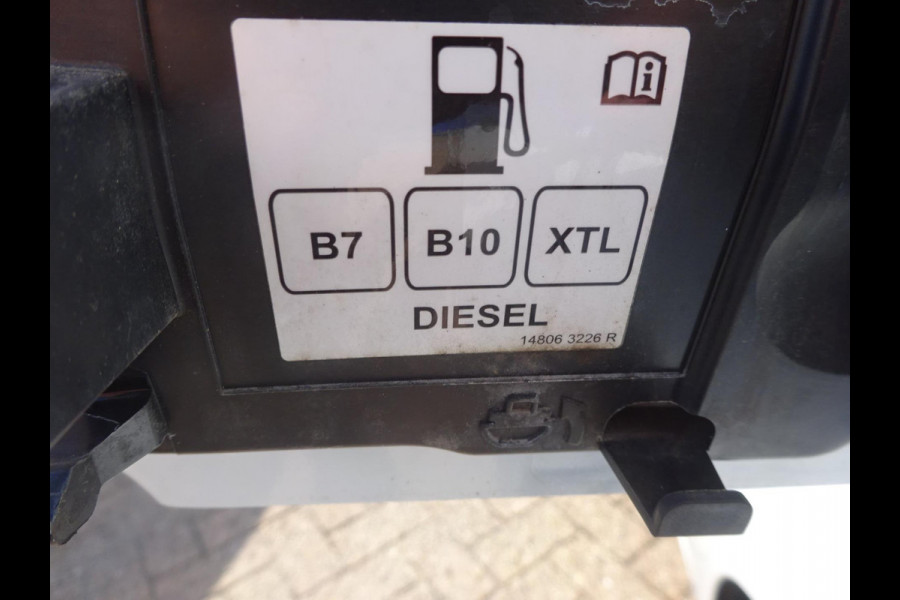 B7 B10 XTL
DIESEL
14806 3226 R